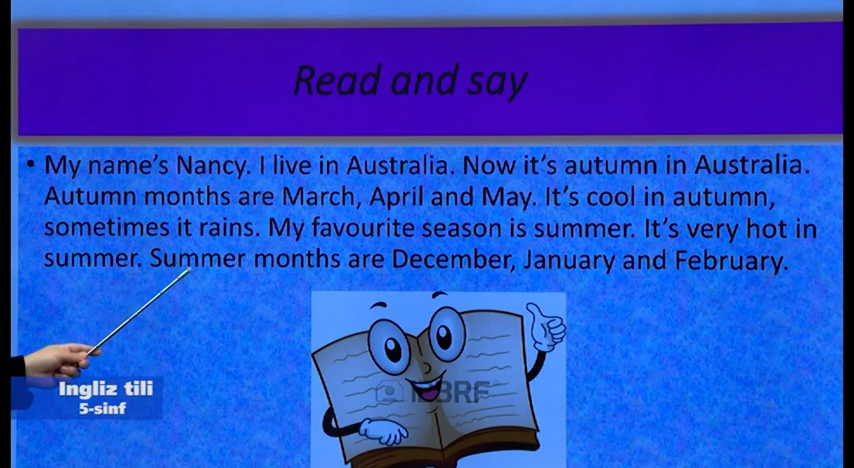 Read and say
• My name's Nancy. I live in Australia. Now it's autumn in Australia.
Autumn months are March, April and May. It's cool in autumn,
sometimes it rains. My favourite season is summer. It's very hot in
summer. Summer months are December, January and February.
Ingliz tili
5-sinf